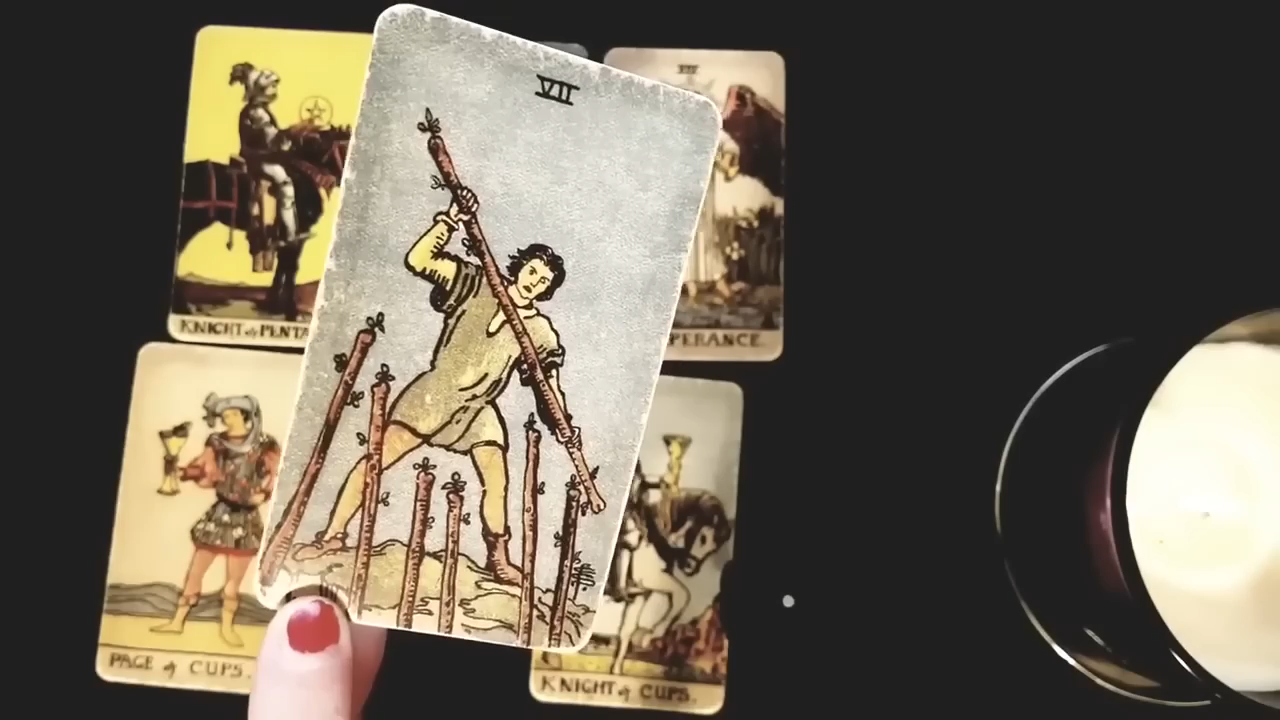 VII
KNIGHT of PENTA
PERANCE.
PAGE of CUPS.
KNIGHT of CUPS.